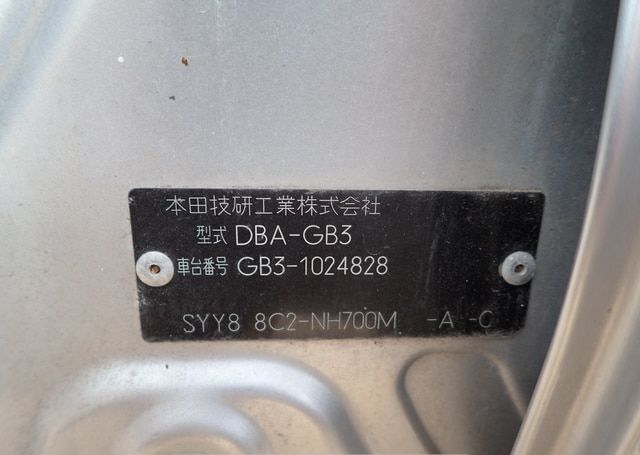 本田技研工業株式会社
型式 DBA-GB3
車台番号 GB3-1024828
SYY8 8C2-NH700M -A -C